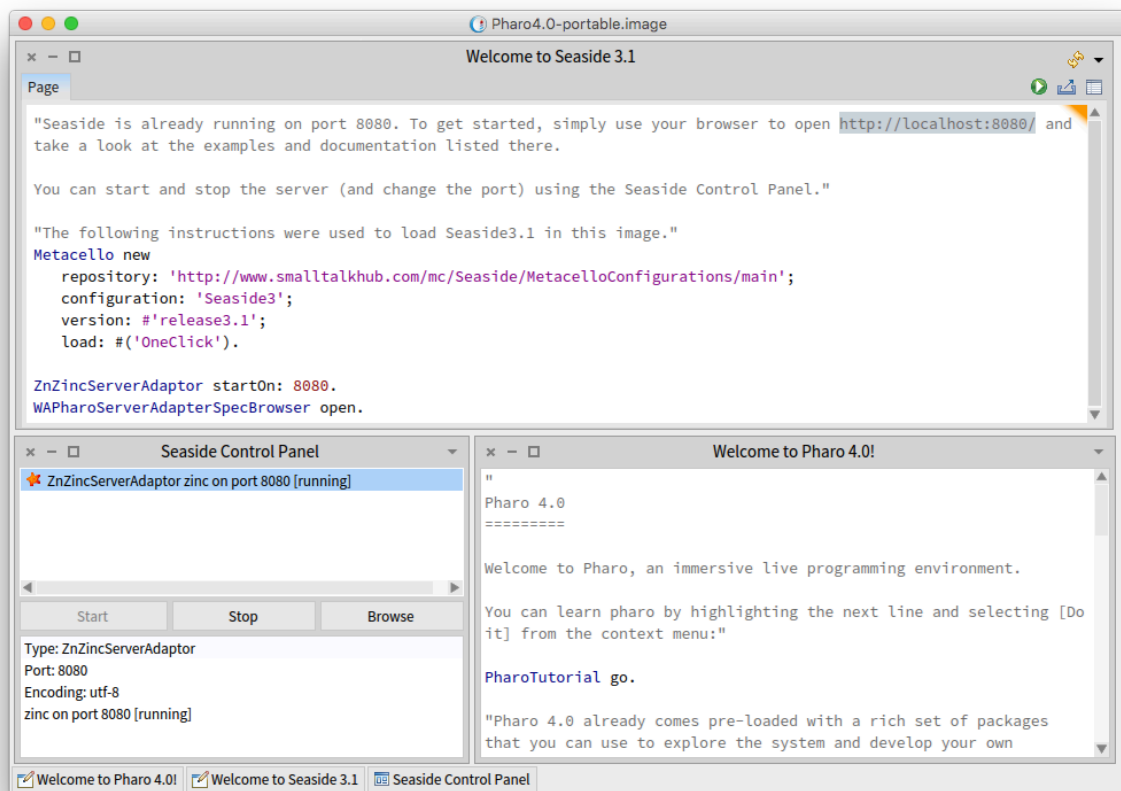 Pharo4.0-portable.image
Welcome to Seaside 3.1
Page
"Seaside is already running on port 8080. To get started, simply use your browser to open http://localhost:8080/ and
take a look at the examples and documentation listed there.
You can start and stop the server (and change the port) using the Seaside Control Panel."
"The following instructions were used to load Seaside3.1 in this image."
Metacello new
repository: 'http://www.smalltalkhub.com/mc/Seaside/MetacelloConfigurations/main';
configuration: 'Seaside3';
version: #'release3.1';
load: #('OneClick').
ZnZincServerAdaptor startOn: 8080.
WAPharoServerAdapterSpecBrowser open.
Seaside Control Panel
ZnZincServerAdaptor zinc on port 8080 [running]
Start
Stop
Browse
Type: ZnZincServerAdaptor
Port: 8080
Encoding: utf-8
zinc on port 8080 [running]
Welcome to Pharo 4.0!
"
Pharo 4.0
=========
Welcome to Pharo, an immersive live programming environment.
You can learn pharo by highlighting the next line and selecting [Do
it] from the context menu:"
PharoTutorial go.
"Pharo 4.0 already comes pre-loaded with a rich set of packages
that you can use to explore the system and develop your own
Welcome to Pharo 4.0!
Welcome to Seaside 3.1
Seaside Control Panel